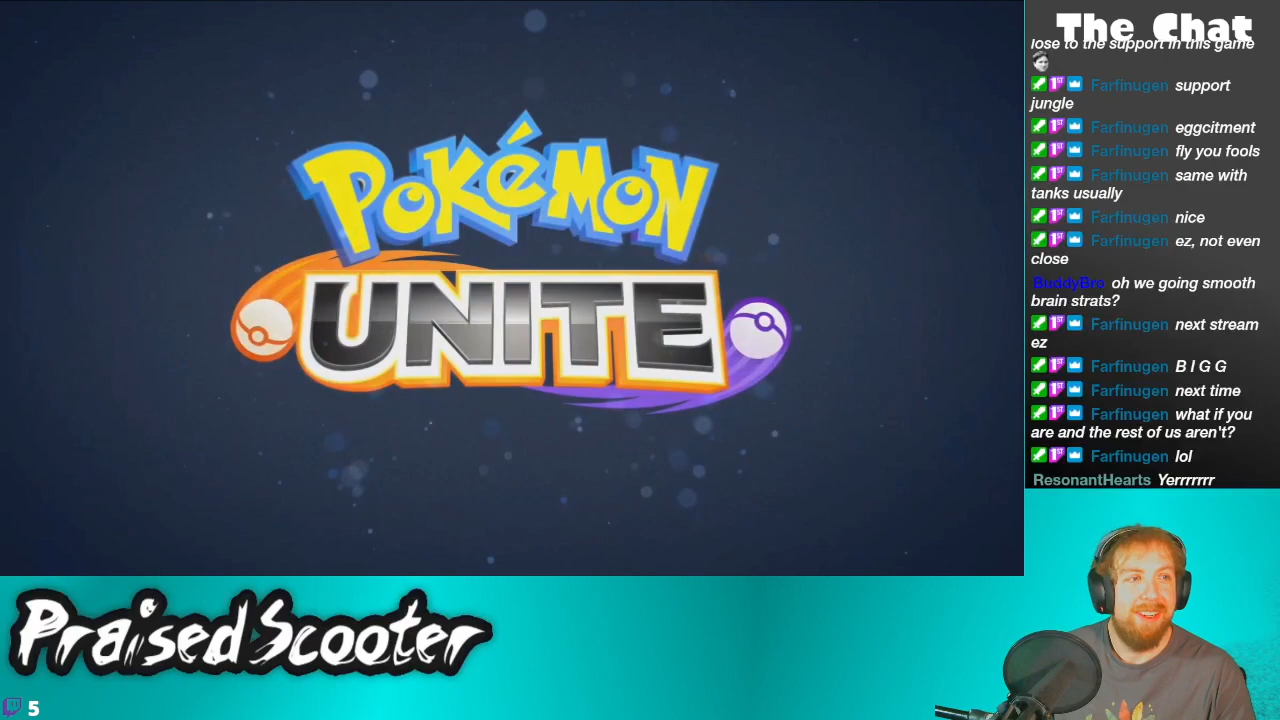 POKéMON
UNITE
The Chat
lose to the support in this game
Farfinugen support
jungle
Farfinugen eggcitment
Farfinugen fly you fools
Farfinugen same with
tanks usually
Farfinugen nice
Farfinugen ez, not even
close
BuddyBro oh we going smooth
brain strats?
Farfinugen next stream
ez
Farfinugen B I G G
Farfinugen next time
Farfinugen what if you
are and the rest of us aren't?
Farfinugen lol
ResonantHearts Yerrrrrrr
Praised Scooter
5